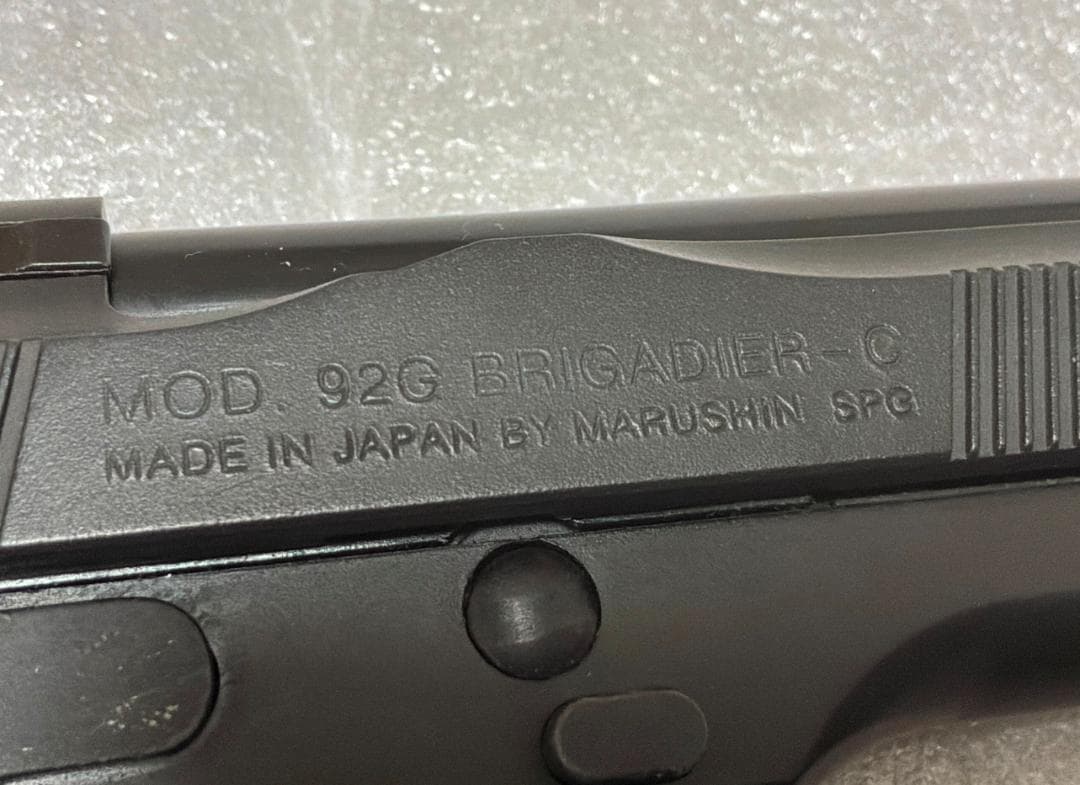 MOD. 92G BRIGADIER-C
MADE IN JAPAN BY MARUSHIN SPG